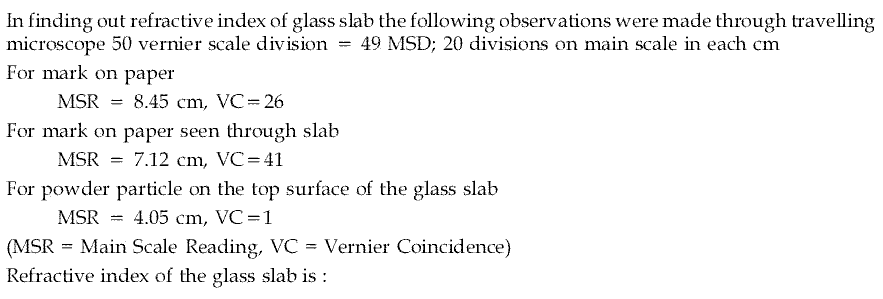 In finding out refractive index of glass slab the following observations were made through travelling
microscope 50 vernier scale division = 49 MSD; 20 divisions on main scale in each cm
For mark on paper
MSR = 8.45 cm, VC=26
For mark on paper seen through slab
MSR = 7.12 cm, VC=41
For powder particle on the top surface of the glass slab
MSR = 4.05 cm, VC=1
(MSR = Main Scale Reading, VC = Vernier Coincidence)
Refractive index of the glass slab is :